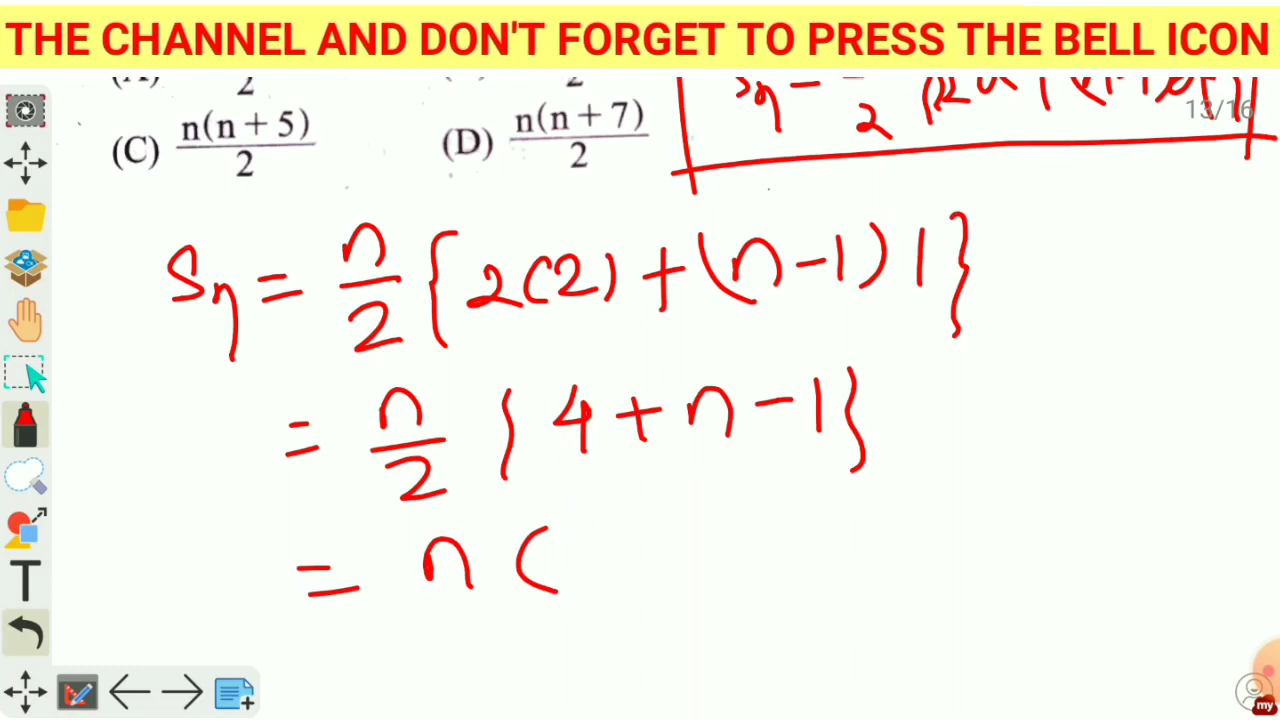 THE CHANNEL AND DON'T FORGET TO PRESS THE BELL ICON
13/16
(C) n(n + 5)/2 (D) n(n + 7)/2
Sn = n/2 {2(2) + (n-1)1}
= n/2 {4 + n - 1}
= n (
T
my